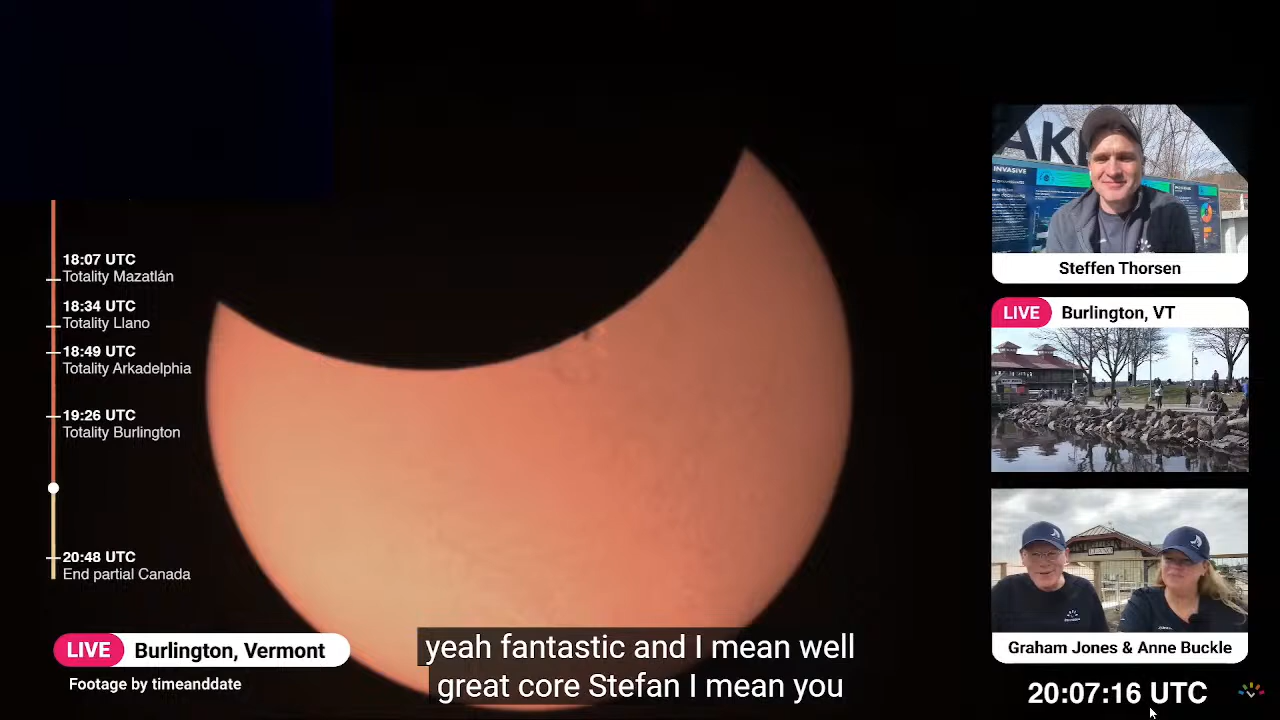 18:07 UTC
Totality Mazatlán
18:34 UTC
Totality Llano
18:49 UTC
Totality Arkadelphia
19:26 UTC
Totality Burlington
20:48 UTC
End partial Canada
LIVE Burlington, Vermont
Footage by timeanddate
yeah fantastic and I mean well
great core Stefan I mean you
AK
INVASIVE
Steffen Thorsen
LIVE Burlington, VT
Graham Jones & Anne Buckle
20:07:16 UTC